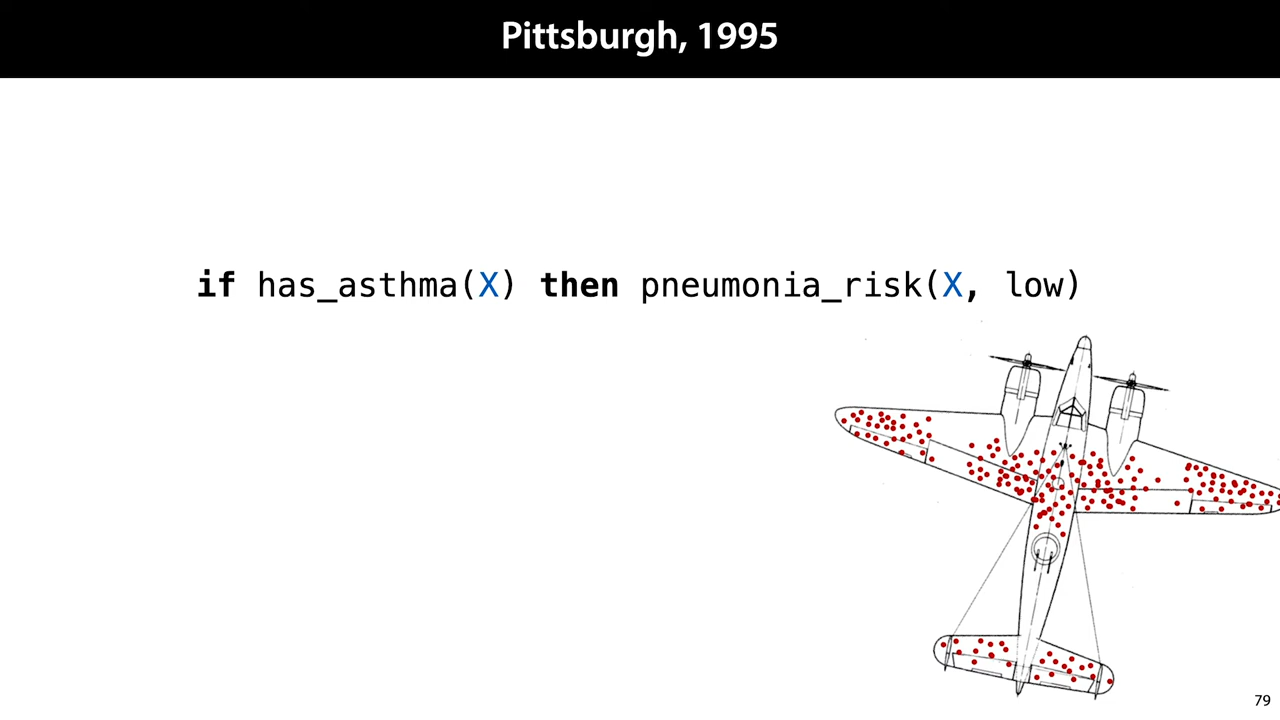 Pittsburgh, 1995
if has_asthma(X) then pneumonia_risk(X, low)
79